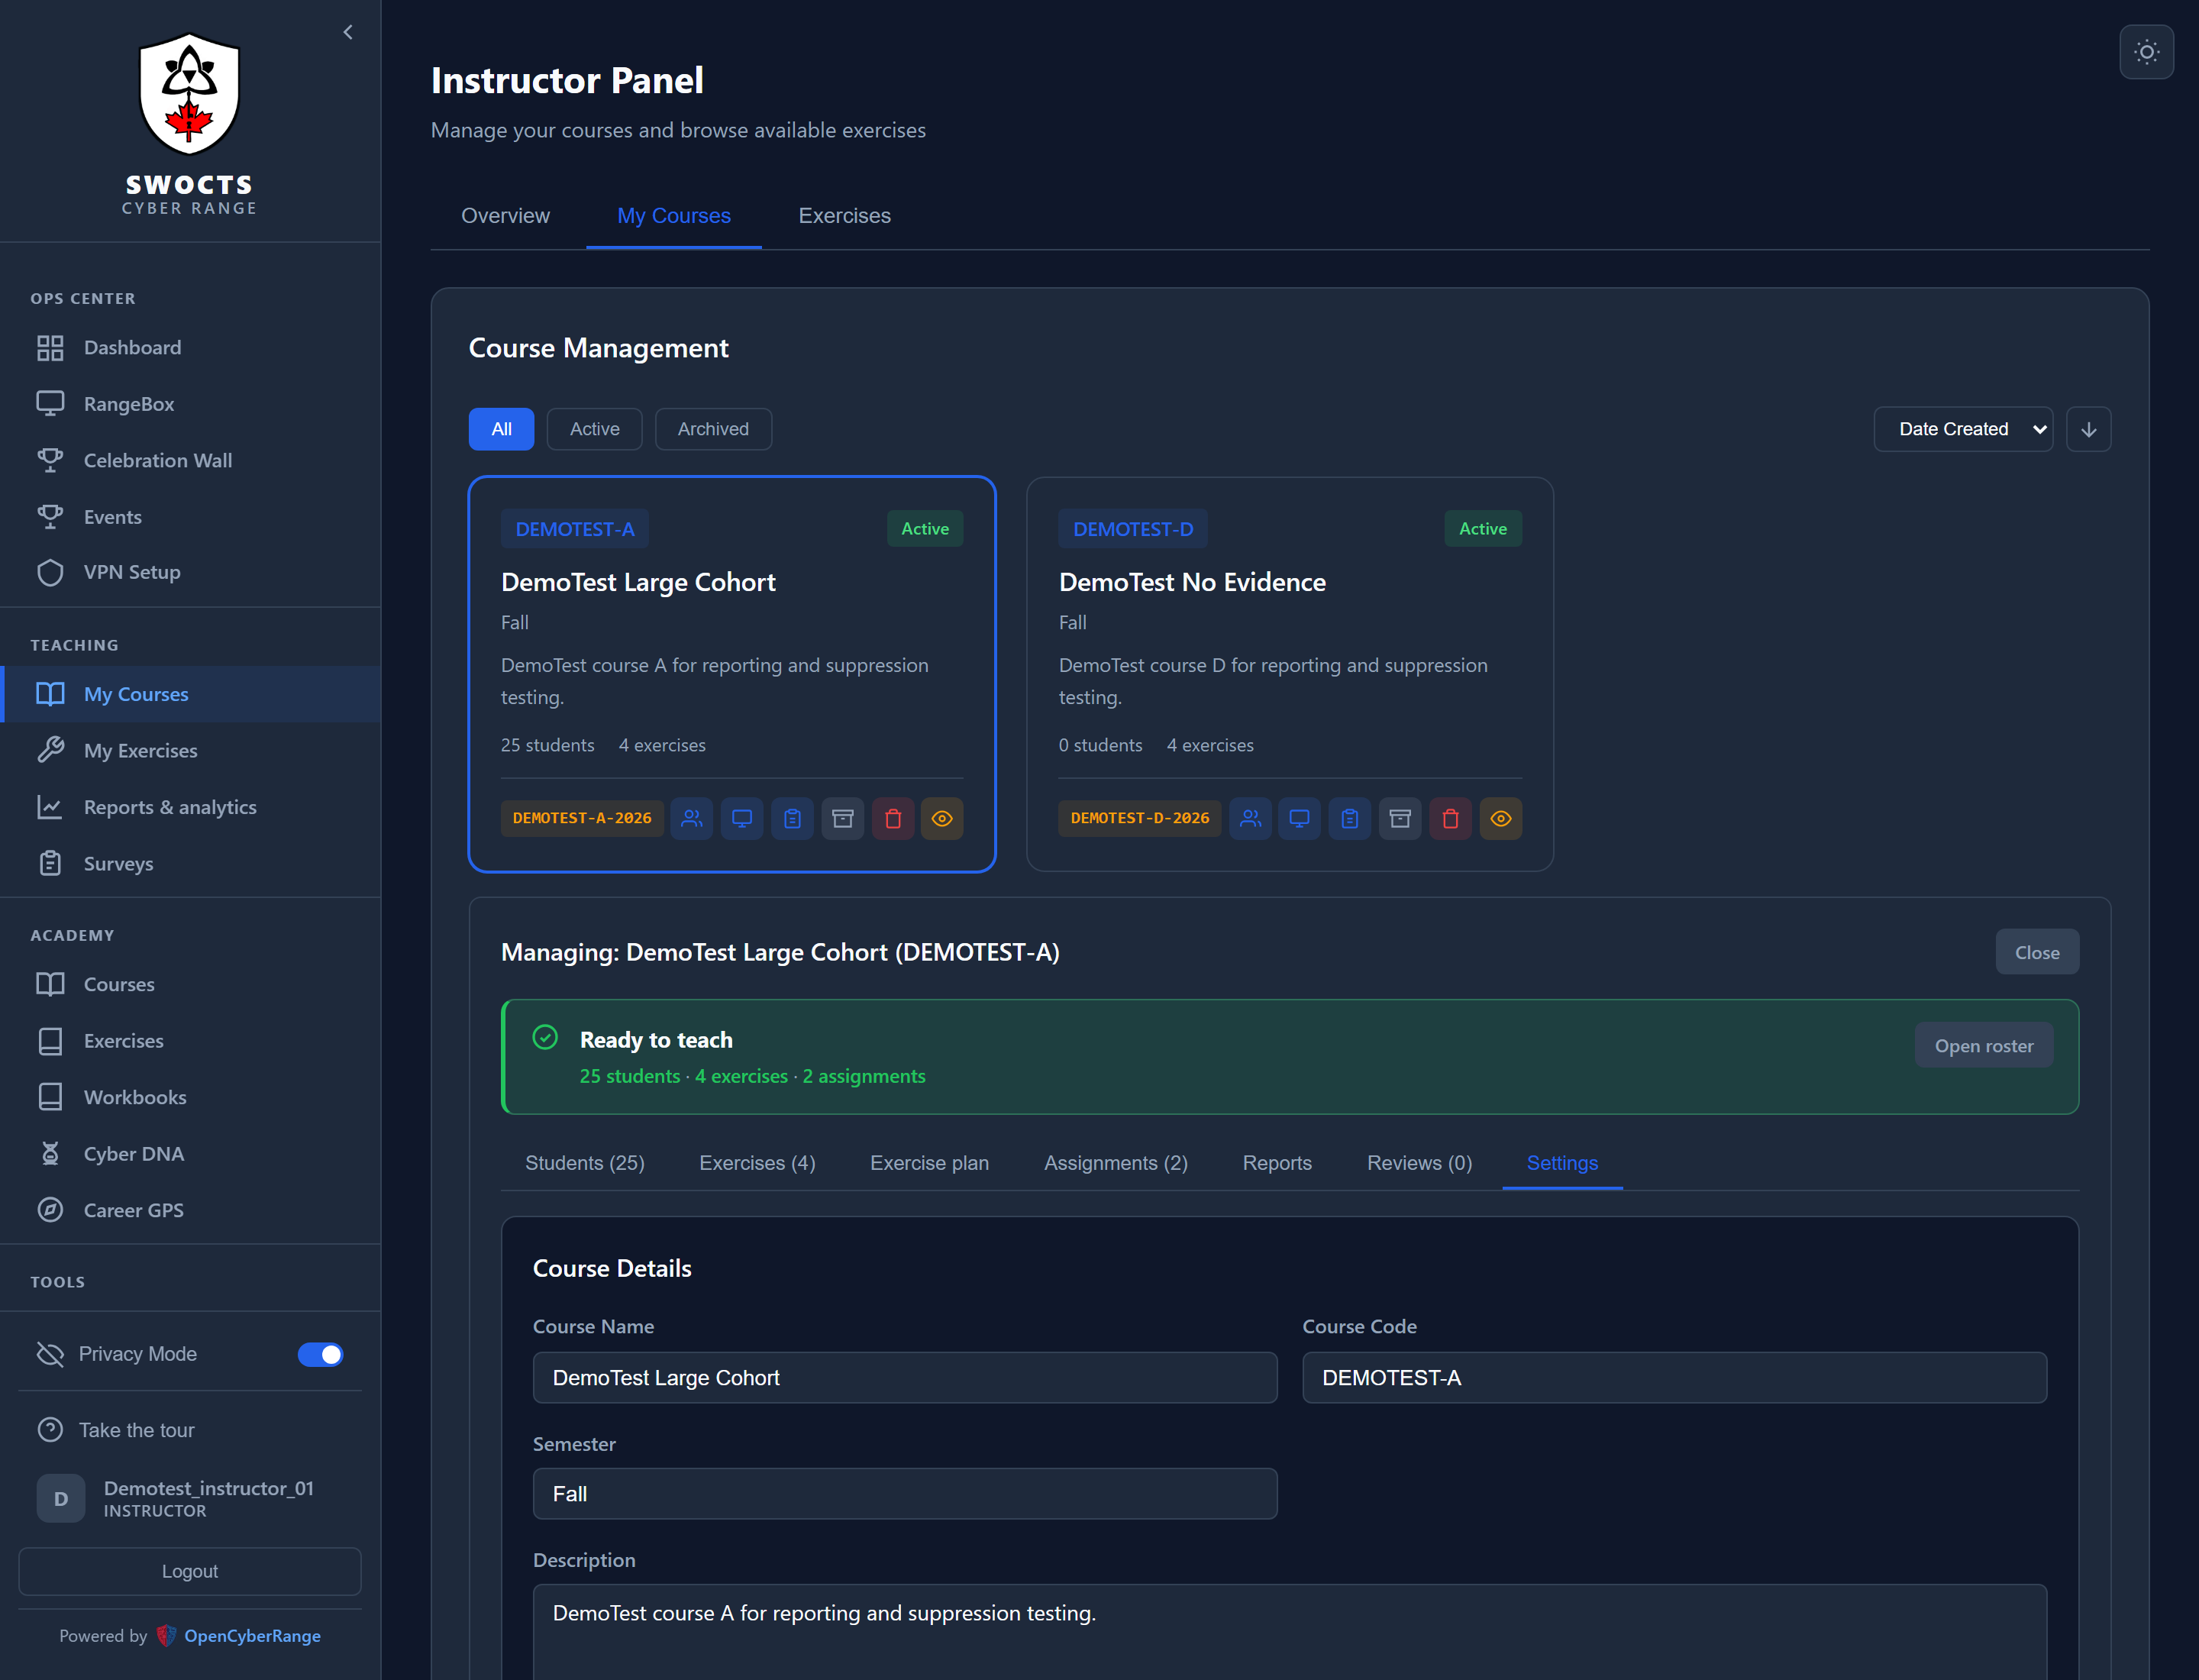 SWOCTS
CYBER RANGE
OPS CENTER
Dashboard
RangeBox
Celebration Wall
Events
VPN Setup
TEACHING
My Courses
My Exercises
Reports & analytics
Surveys
ACADEMY
Courses
Exercises
Workbooks
Cyber DNA
Career GPS
TOOLS
Privacy Mode
Take the tour
D
Demotest_instructor_01
INSTRUCTOR
Logout
Powered by OpenCyberRange
Instructor Panel
Manage your courses and browse available exercises
Overview My Courses Exercises
Course Management
All Active Archived Date Created
DEMOTEST-A Active
DemoTest Large Cohort
Fall
DemoTest course A for reporting and suppression
testing.
25 students 4 exercises
DEMOTEST-A-2026
DEMOTEST-D Active
DemoTest No Evidence
Fall
DemoTest course D for reporting and suppression
testing.
0 students 4 exercises
DEMOTEST-D-2026
Managing: DemoTest Large Cohort (DEMOTEST-A) Close
Ready to teach
25 students · 4 exercises · 2 assignments
Open roster
Students (25) Exercises (4) Exercise plan Assignments (2) Reports Reviews (0) Settings
Course Details
Course Name Course Code
DemoTest Large Cohort DEMOTEST-A
Semester
Fall
Description
DemoTest course A for reporting and suppression testing.